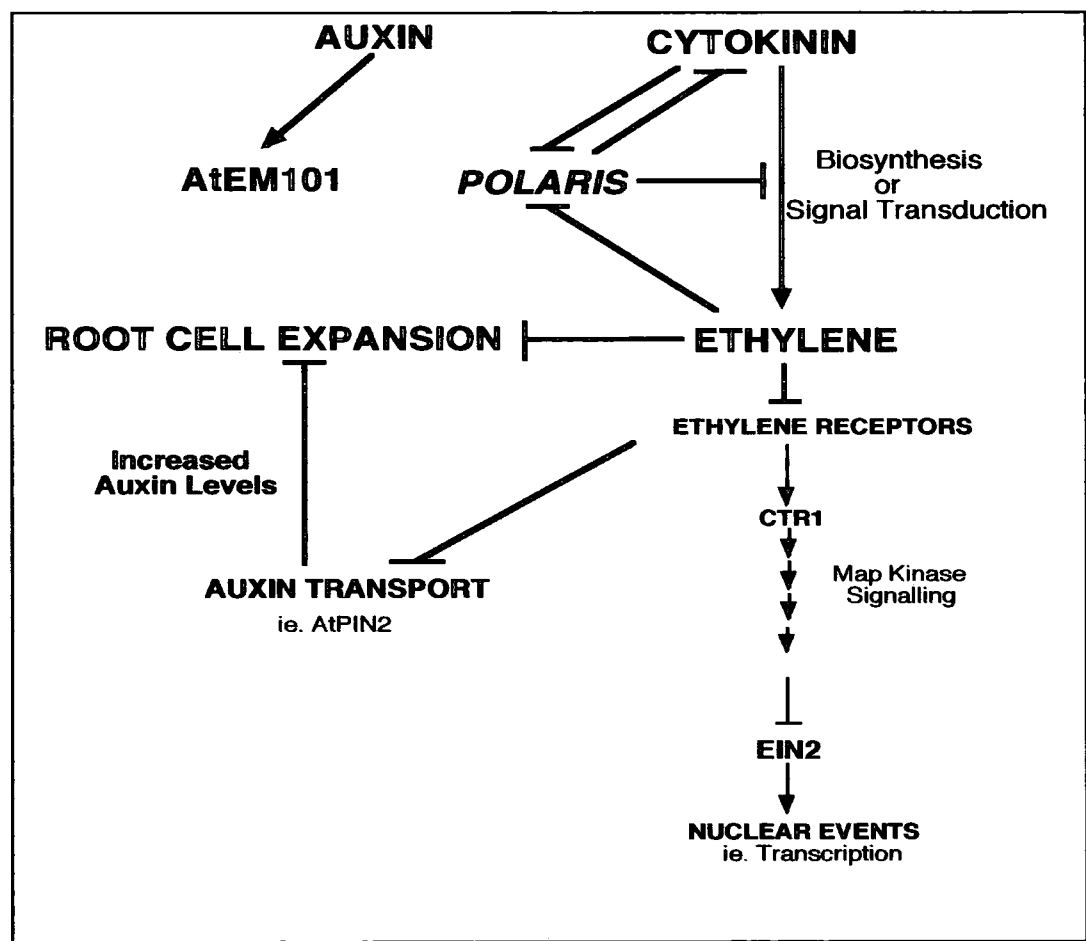 AUXIN
CYTOKININ
AtEM101
POLARIS
Biosynthesis
or
Signal Transduction
ROOT CELL EXPANSION
ETHYLENE
ETHYLENE RECEPTORS
Increased
Auxin Levels
CTR1
Map Kinase
Signalling
AUXIN TRANSPORT
ie. AtPIN2
EIN2
NUCLEAR EVENTS
ie. Transcription